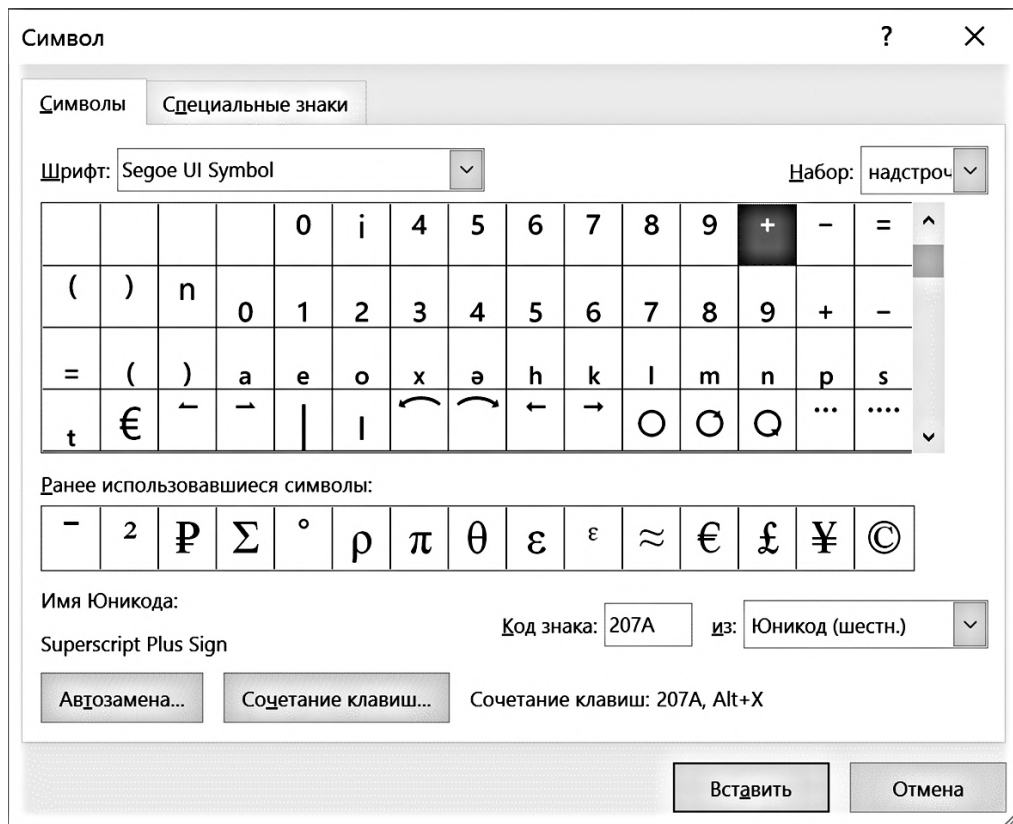 Символ ?
Символы Специальные знаки
Шрифт: Segoe UI Symbol Набор: надстроч
0 i 4 5 6 7 8 9 + − =
( ) n 0 1 2 3 4 5 6 7 8 9 + −
= ( ) a e o x ə h k l m n p s
t €
Ранее использовавшиеся символы:
¯ ² ₽ Σ ° ρ π θ ε ᵋ ≈ € £ ¥ ©
Имя Юникода:
Код знака: 207A из: Юникод (шестн.)
Superscript Plus Sign
Автозамена... Сочетание клавиш... Сочетание клавиш: 207A, Alt+X
Вставить Отмена